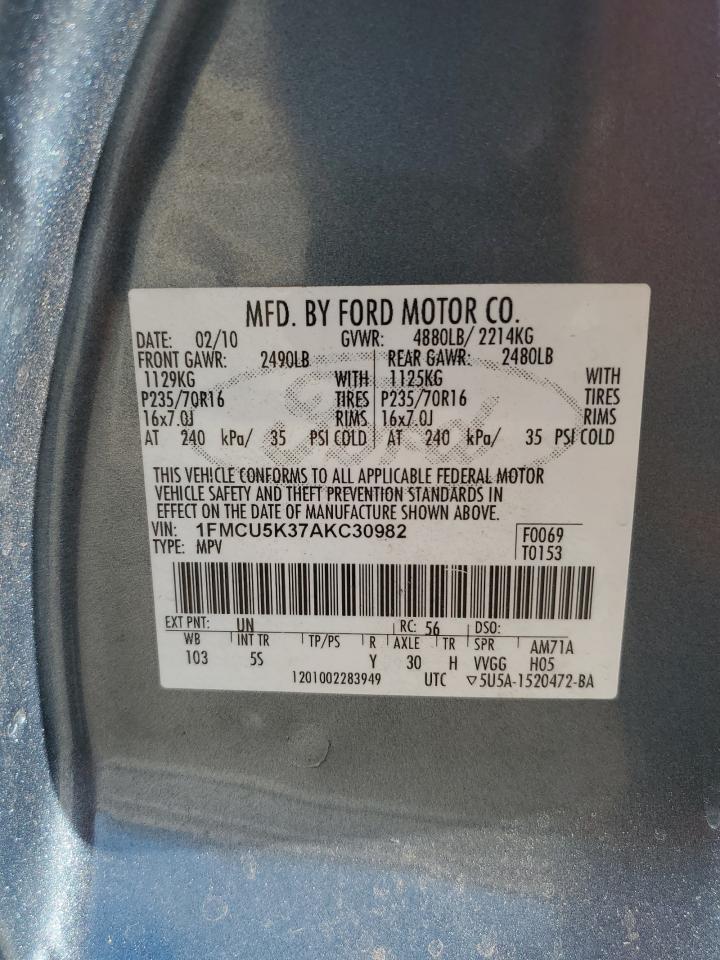 MFD. BY FORD MOTOR CO.
DATE: 02/10 GVWR: 4880LB/ 2214KG
FRONT GAWR: 2490LB REAR GAWR: 2480LB
1129KG WITH 1125KG WITH
P235/70R16 TIRES P235/70R16 TIRES
16x7.0J RIMS 16x7.0J RIMS
AT 240 kPa/ 35 PSI COLD AT 240 kPa/ 35 PSI COLD
Ford
THIS VEHICLE CONFORMS TO ALL APPLICABLE FEDERAL MOTOR
VEHICLE SAFETY AND THEFT PREVENTION STANDARDS IN
EFFECT ON THE DATE OF MANUFACTURE SHOWN ABOVE.
VIN: 1FMCU5K37AKC30982 F0069
TYPE: MPV T0153
EXT PNT: UN RC: 56 DSO:
WB INT TR TP/PS R AXLE TR SPR AM71A
103 5S Y 30 H VVGG H05
1201002283949 UTC ▽5U5A-1520472-BA